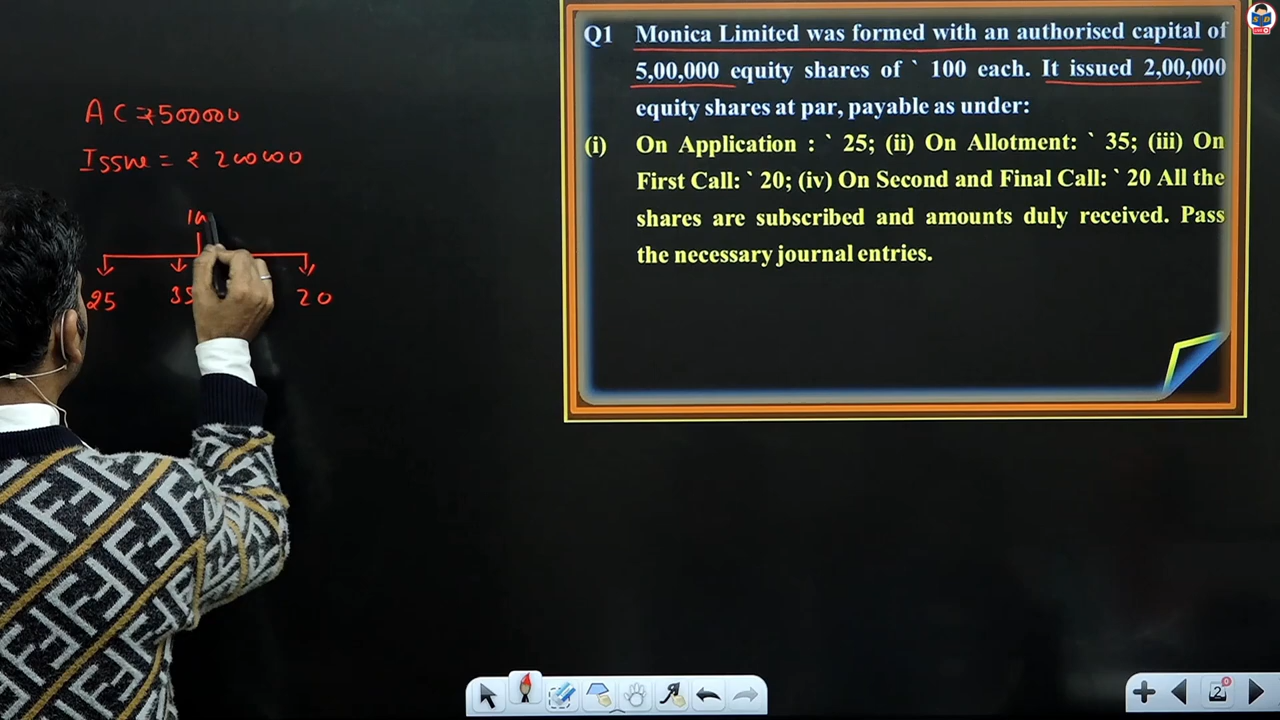 Q1 Monica Limited was formed with an authorised capital of
5,00,000 equity shares of ` 100 each. It issued 2,00,000
equity shares at par, payable as under:
(i) On Application : ` 25; (ii) On Allotment: ` 35; (iii) On
First Call: ` 20; (iv) On Second and Final Call: ` 20 All the
shares are subscribed and amounts duly received. Pass
the necessary journal entries.
AC = ₹500000
Issue = ₹ 200000
25 35 20
2